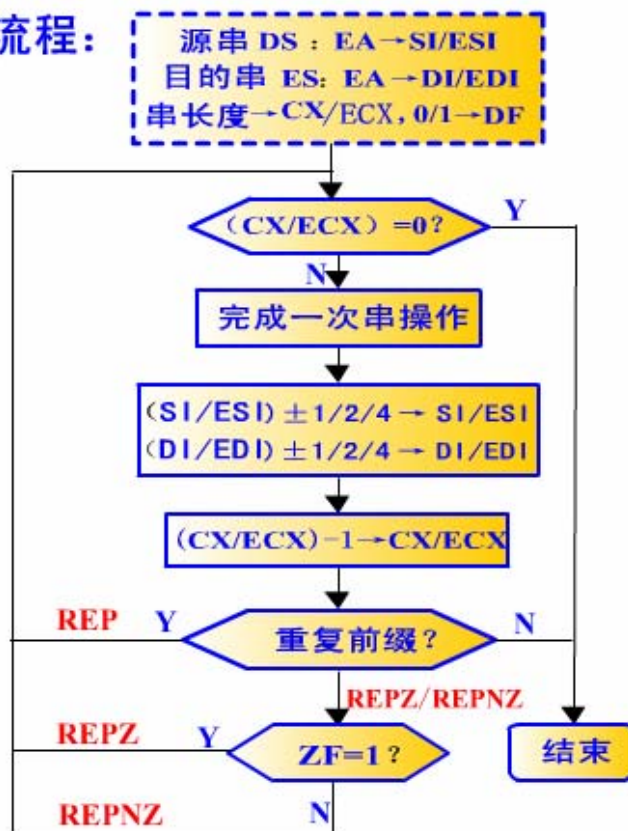 流程：
源串 DS：EA→SI/ESI
目的串 ES：EA→DI/EDI
串长度→CX/ECX，0/1→DF
（CX/ECX）=0？
Y
N
完成一次串操作
(SI/ESI)±1/2/4→ SI/ESI
(DI/EDI)±1/2/4→ DI/EDI
(CX/ECX)-1→CX/ECX
REP Y 重复前缀？ N
REPZ/REPNZ
REPZ Y ZF=1？ 结束
REPNZ N